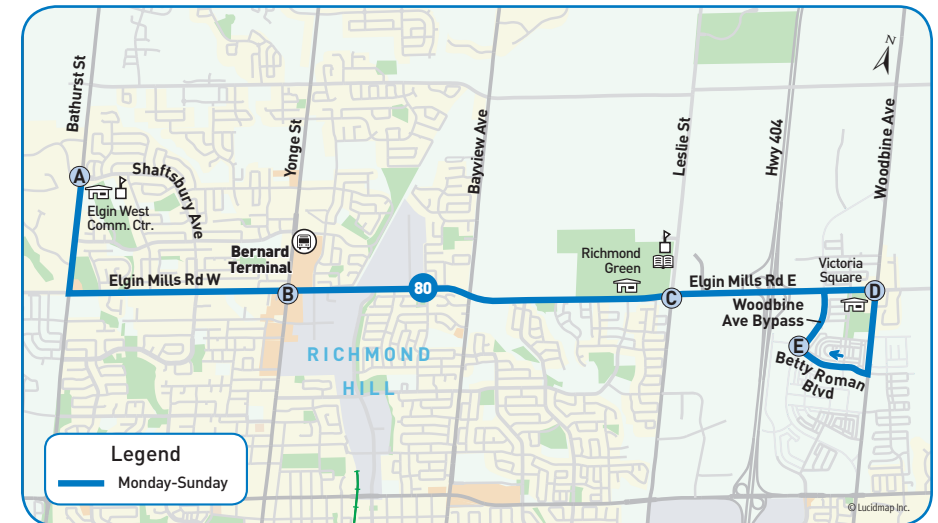 Bathurst St
Yonge St
Bayview Ave
Leslie St
Hwy 404
Woodbine Ave
N
A
Shaftsbury Ave
Elgin West
Comm. Ctr.
Bernard
Terminal
Richmond
Green
Victoria
Square
Elgin Mills Rd W
B
80
C
Elgin Mills Rd E
D
Woodbine
Ave Bypass
E
Betty Roman
Blvd
RICHMOND
HILL
Legend
Monday-Sunday
© Lucidmap Inc.